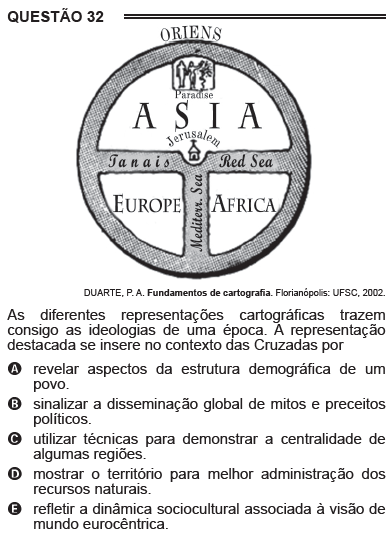 QUESTÃO 32
ORIENS
Paradise
ASIA
Jerusalem
Tanais
Red Sea
Mediterr. Sea
EUROPE
AFRICA
DUARTE, P. A. Fundamentos de cartografia. Florianópolis: UFSC, 2002.
As diferentes representações cartográficas trazem
consigo as ideologias de uma época. A representação
destacada se insere no contexto das Cruzadas por
A revelar aspectos da estrutura demográfica de um
povo.
B sinalizar a disseminação global de mitos e preceitos
políticos.
C utilizar técnicas para demonstrar a centralidade de
algumas regiões.
D mostrar o território para melhor administração dos
recursos naturais.
E refletir a dinâmica sociocultural associada à visão de
mundo eurocêntrica.